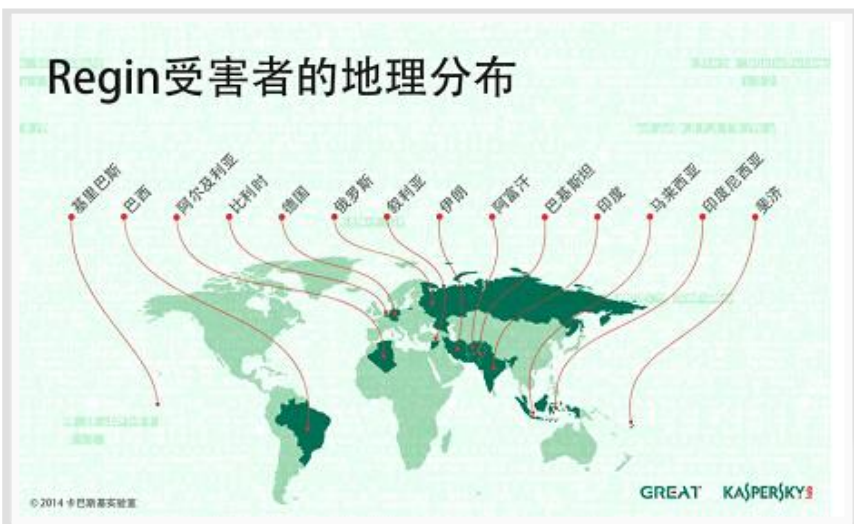 Regin受害者的地理分布
基里巴斯
巴西
阿尔及利亚
比利时
德国
俄罗斯
叙利亚
伊朗
阿富汗
巴基斯坦
印度
马来西亚
印度尼西亚
斐济
©2014 卡巴斯基实验室
GREAT KASPERSKY